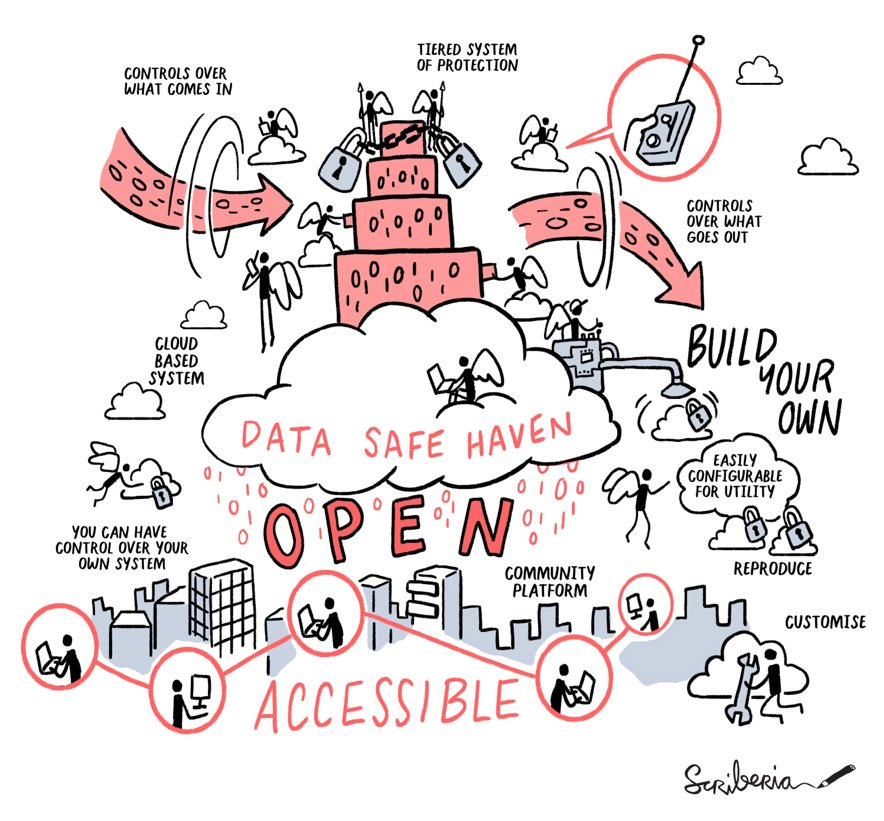 TIERED SYSTEM
OF PROTECTION
CONTROLS OVER
WHAT COMES IN
CONTROLS
OVER WHAT
GOES OUT
CLOUD
BASED
SYSTEM
BUILD
YOUR
OWN
DATA SAFE HAVEN
OPEN
EASILY
CONFIGURABLE
FOR UTILITY
REPRODUCE
YOU CAN HAVE
CONTROL OVER YOUR
OWN SYSTEM
COMMUNITY
PLATFORM
CUSTOMISE
ACCESSIBLE
Scriberia